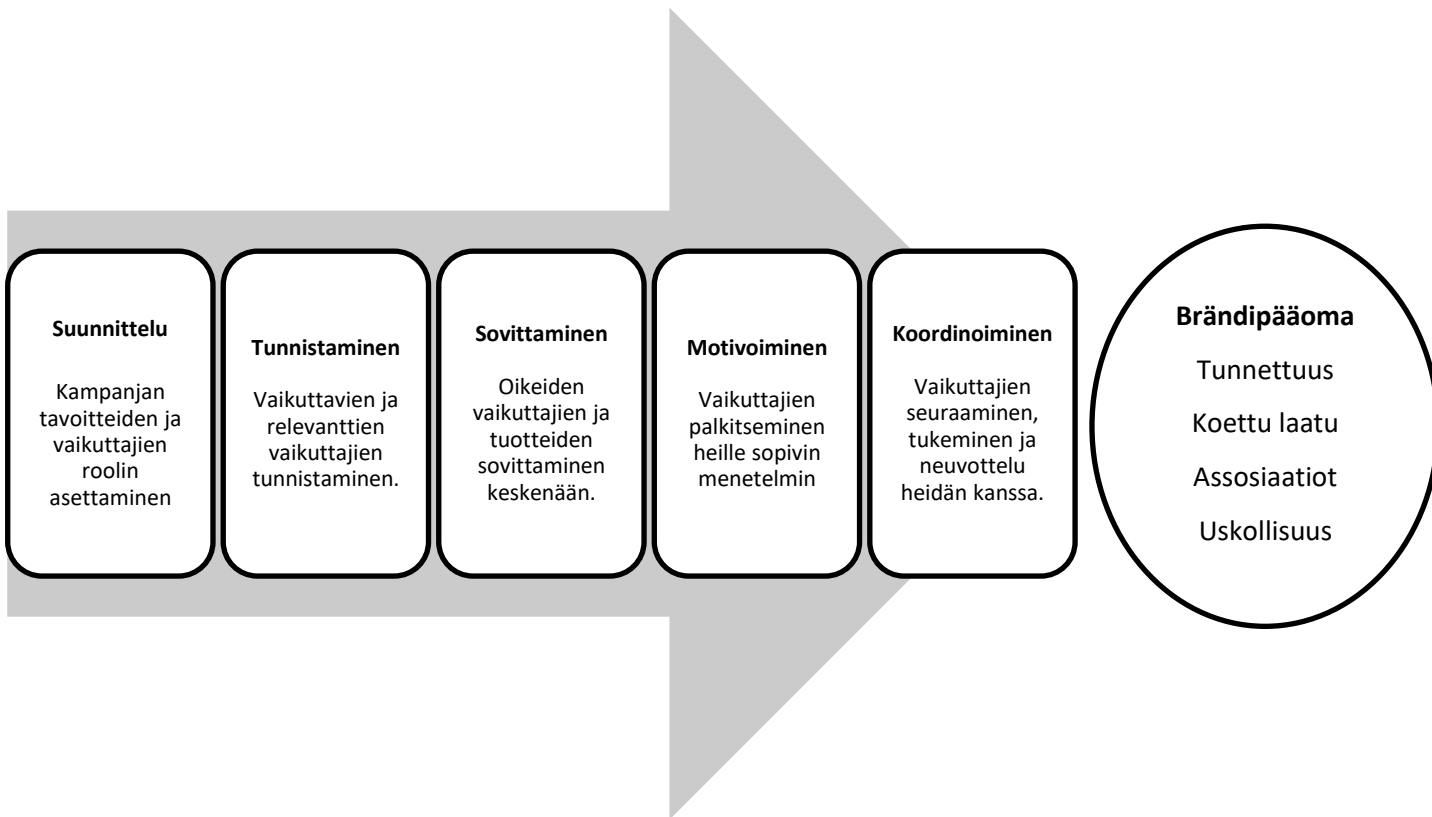 Suunnittelu
Kampanjan
tavoitteiden ja
vaikuttajien
roolin
asettaminen
Tunnistaminen
Vaikuttavien ja
relevanttien
vaikuttajien
tunnistaminen.
Sovittaminen
Oikeiden
vaikuttajien ja
tuotteiden
sovittaminen
keskenään.
Motivoiminen
Vaikuttajien
palkitseminen
heille sopivin
menetelmin
Koordinoiminen
Vaikuttajien
seuraaminen,
tukeminen ja
neuvottelu
heidän kanssa.
Brändipääoma
Tunnettuus
Koettu laatu
Assosiaatiot
Uskollisuus